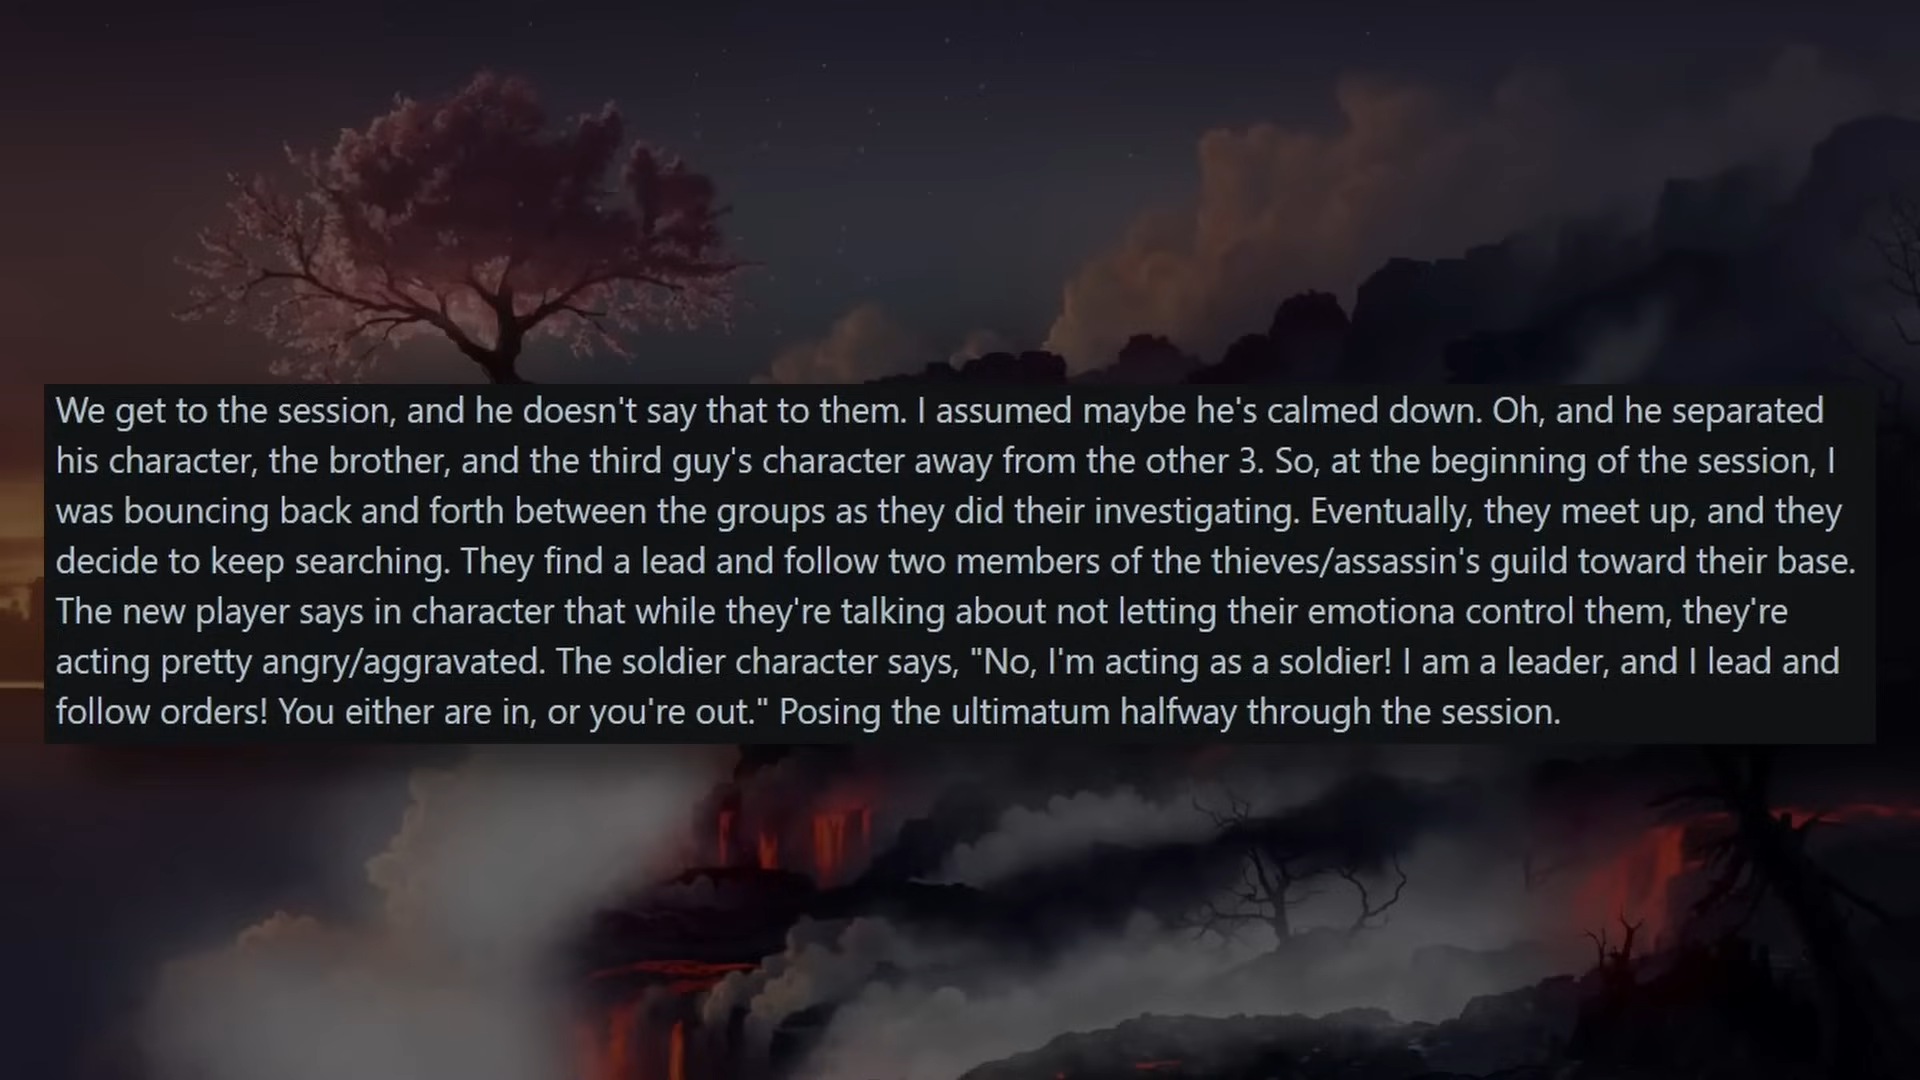 We get to the session, and he doesn't say that to them. I assumed maybe he's calmed down. Oh, and he separated
his character, the brother, and the third guy's character away from the other 3. So, at the beginning of the session, I
was bouncing back and forth between the groups as they did their investigating. Eventually, they meet up, and they
decide to keep searching. They find a lead and follow two members of the thieves/assassin's guild toward their base.
The new player says in character that while they're talking about not letting their emotiona control them, they're
acting pretty angry/aggravated. The soldier character says, "No, I'm acting as a soldier! I am a leader, and I lead and
follow orders! You either are in, or you're out." Posing the ultimatum halfway through the session.